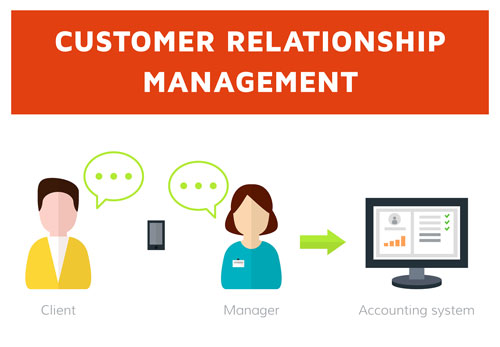 CUSTOMER RELATIONSHIP
MANAGEMENT
Client
Manager
Accounting system